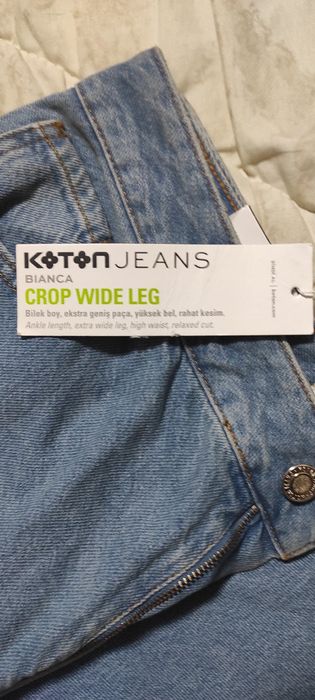 KOTON JEANS
BIANCA
CROP WIDE LEG
Bilek boy, ekstra geniş paça, yüksek bel, rahat kesim.
Ankle length, extra wide leg, high waist, relaxed cut.